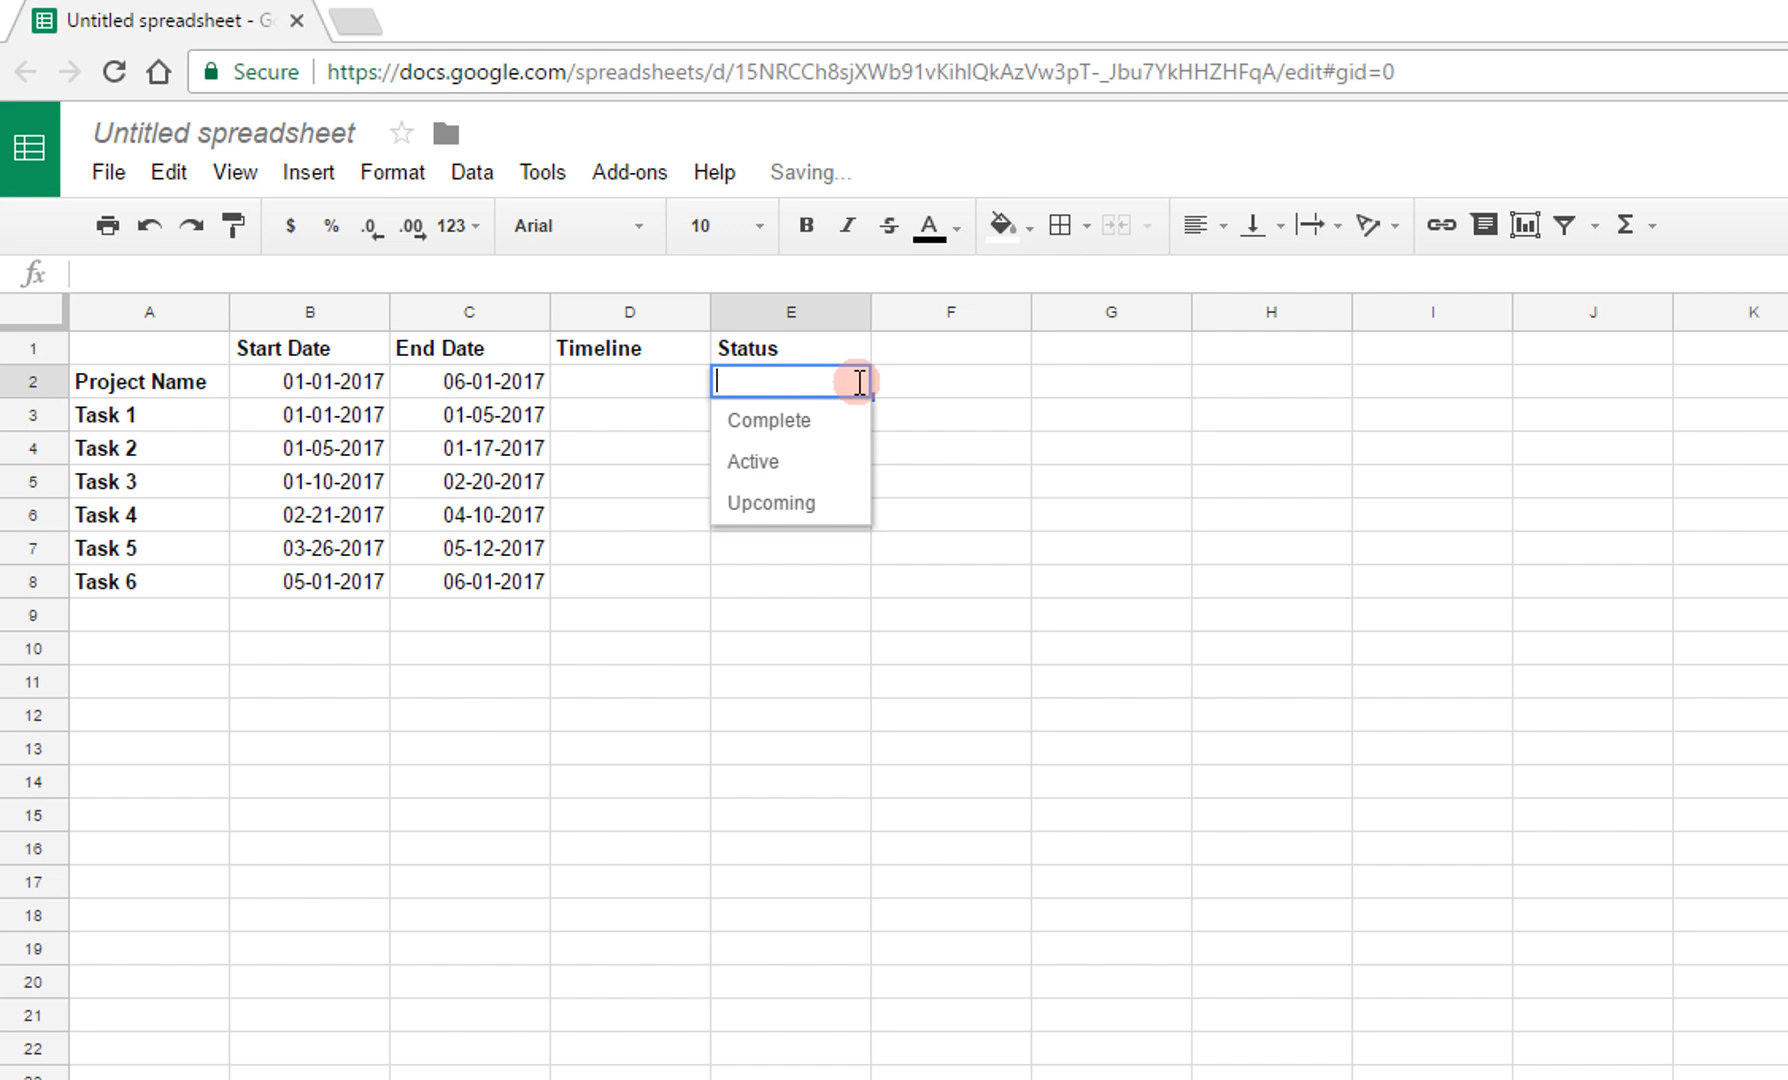 Untitled spreadsheet - Go
Secure https://docs.google.com/spreadsheets/d/15NRCCh8sjXWb91vKihlQkAzVw3pT-_Jbu7YkHHZHFqA/edit#gid=0
Untitled spreadsheet
File Edit View Insert Format Data Tools Add-ons Help Saving...
$ % .0 .00 123 Arial 10 B I S A Σ
fx
A B C D E F G H I J K
1 Start Date End Date Timeline Status
2 Project Name 01-01-2017 06-01-2017
3 Task 1 01-01-2017 01-05-2017
Complete
4 Task 2 01-05-2017 01-17-2017
Active
5 Task 3 01-10-2017 02-20-2017
Upcoming
6 Task 4 02-21-2017 04-10-2017
7 Task 5 03-26-2017 05-12-2017
8 Task 6 05-01-2017 06-01-2017
9
10
11
12
13
14
15
16
17
18
19
20
21
22